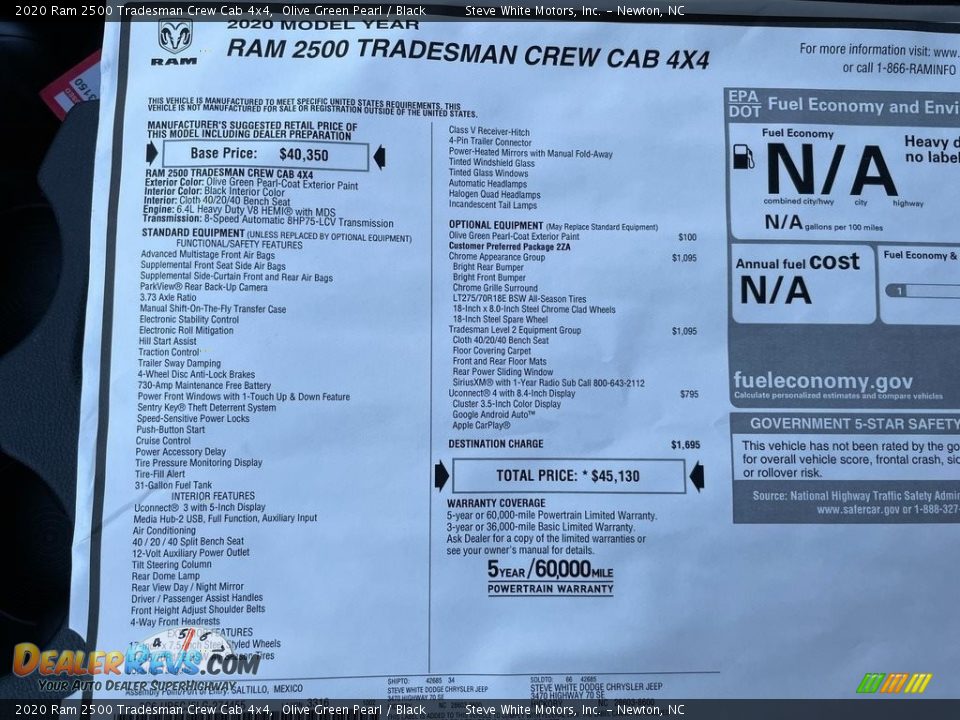 2020 Ram 2500 Tradesman Crew Cab 4x4, Olive Green Pearl / Black Steve White Motors, Inc. – Newton, NC
2020 MODEL YEAR
RAM
RAM 2500 TRADESMAN CREW CAB 4X4
For more information visit: www.
or call 1-866-RAMINFO
THIS VEHICLE IS MANUFACTURED TO MEET SPECIFIC UNITED STATES REQUIREMENTS. THIS
VEHICLE IS NOT MANUFACTURED FOR SALE OR REGISTRATION OUTSIDE OF THE UNITED STATES.
MANUFACTURER'S SUGGESTED RETAIL PRICE OF
THIS MODEL INCLUDING DEALER PREPARATION
Base Price: $40,350
RAM 2500 TRADESMAN CREW CAB 4X4
Exterior Color: Olive Green Pearl-Coat Exterior Paint
Interior Color: Black Interior Color
Interior: Cloth 40/20/40 Bench Seat
Engine: 6.4L Heavy Duty V8 HEMI® with MDS
Transmission: 8-Speed Automatic 8HP75-LCV Transmission
STANDARD EQUIPMENT (UNLESS REPLACED BY OPTIONAL EQUIPMENT)
FUNCTIONAL/SAFETY FEATURES
Advanced Multistage Front Air Bags
Supplemental Front Seat Side Air Bags
Supplemental Side-Curtain Front and Rear Air Bags
ParkView® Rear Back-Up Camera
3.73 Axle Ratio
Manual Shift-On-The-Fly Transfer Case
Electronic Stability Control
Electronic Roll Mitigation
Hill Start Assist
Traction Control
Trailer Sway Damping
4-Wheel Disc Anti-Lock Brakes
730-Amp Maintenance Free Battery
Power Front Windows with 1-Touch Up & Down Feature
Sentry Key® Theft Deterrent System
Speed-Sensitive Power Locks
Push-Button Start
Cruise Control
Power Accessory Delay
Tire Pressure Monitoring Display
Tire-Fill Alert
31-Gallon Fuel Tank
INTERIOR FEATURES
Uconnect® 3 with 5-Inch Display
Media Hub-2 USB, Full Function, Auxiliary Input
Air Conditioning
40 / 20 / 40 Split Bench Seat
12-Volt Auxiliary Power Outlet
Tilt Steering Column
Rear Dome Lamp
Rear View Day / Night Mirror
Driver / Passenger Assist Handles
Front Height Adjust Shoulder Belts
4-Way Front Headrests
FEATURES
Styled Wheels
Tires
Class V Receiver-Hitch
4-Pin Trailer Connector
Power-Heated Mirrors with Manual Fold-Away
Tinted Windshield Glass
Tinted Glass Windows
Automatic Headlamps
Halogen Quad Headlamps
Incandescent Tail Lamps
OPTIONAL EQUIPMENT (May Replace Standard Equipment)
Olive Green Pearl-Coat Exterior Paint $100
Customer Preferred Package 2ZA
Chrome Appearance Group $1,095
Bright Rear Bumper
Bright Front Bumper
Chrome Grille Surround
LT275/70R18E BSW All-Season Tires
18-Inch x 8.0-Inch Steel Chrome Clad Wheels
18-Inch Steel Spare Wheel
Tradesman Level 2 Equipment Group $1,095
Cloth 40/20/40 Bench Seat
Floor Covering Carpet
Front and Rear Floor Mats
Rear Power Sliding Window
SiriusXM® with 1-Year Radio Sub Call 800-643-2112
Uconnect® 4 with 8.4-Inch Display $795
Cluster 3.5-Inch Color Display
Google Android Auto™
Apple CarPlay®
DESTINATION CHARGE $1,695
TOTAL PRICE: * $45,130
WARRANTY COVERAGE
5-year or 60,000-mile Powertrain Limited Warranty.
3-year or 36,000-mile Basic Limited Warranty.
Ask Dealer for a copy of the limited warranties or
see your owner's manual for details.
5YEAR/60,000MILE
POWERTRAIN WARRANTY
EPA
DOT
Fuel Economy and Envi
Fuel Economy
N/A
combined city/hwy city highway
N/A gallons per 100 miles
Heavy d
no label
Annual fuel cost
N/A
Fuel Economy &
1
fueleconomy.gov
Calculate personalized estimates and compare vehicles
GOVERNMENT 5-STAR SAFETY
This vehicle has not been rated by the go
for overall vehicle score, frontal crash, sid
or rollover risk.
Source: National Highway Traffic Safety Admin
www.safercar.gov or 1-888-327-
DEALERREVS.COM
Your Auto Dealer SuperHighway
Assembly Point/Port of Entry: SALTILLO, MEXICO
SHIPTO: 42685 34
STEVE WHITE DODGE CHRYSLER JEEP
3470 HIGHWAY 70 SE
SOLDTO: 66 42685
STEVE WHITE DODGE CHRYSLER JEEP
3470 HIGHWAY 70 SE
2020 Ram 2500 Tradesman Crew Cab 4x4, Olive Green Pearl / Black Steve White Motors, Inc. – Newton, NC